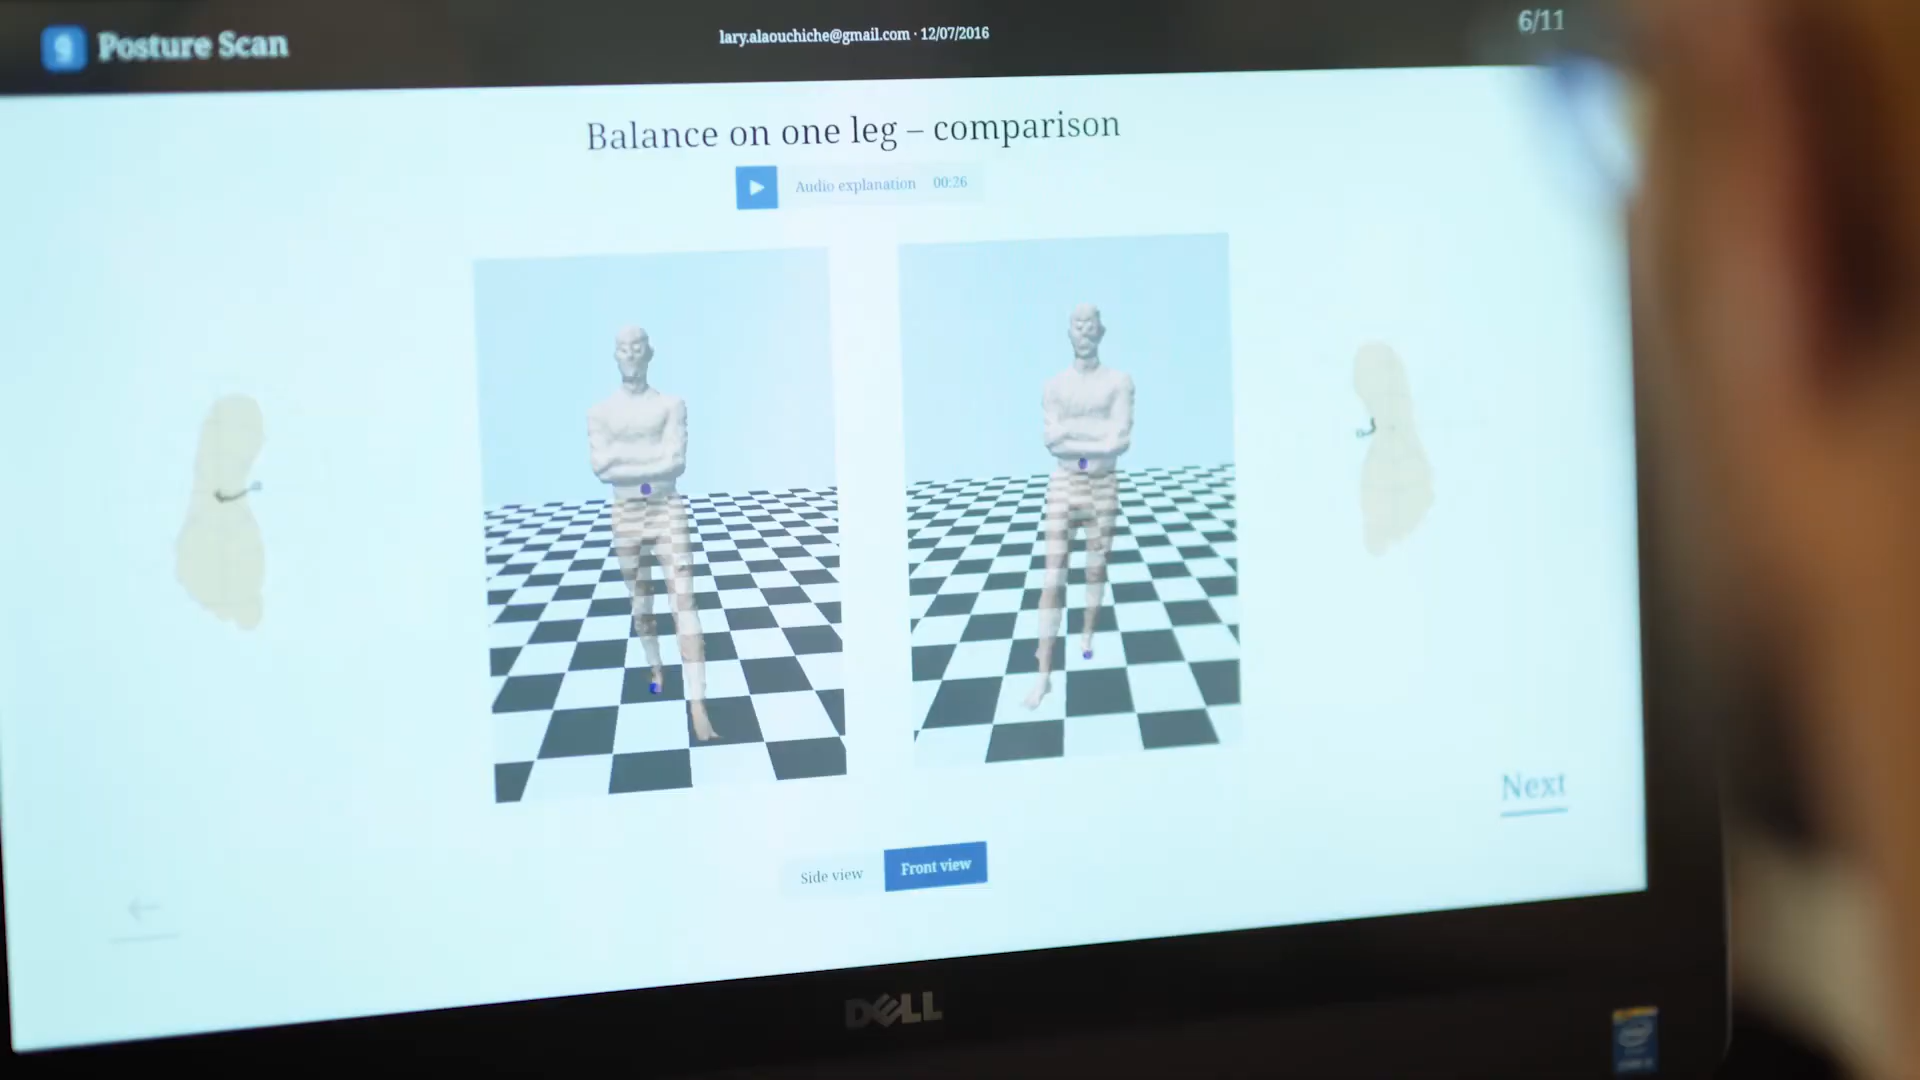 9 Posture Scan
lary.alaouchiche@gmail.com · 12/07/2016
6/11
Balance on one leg – comparison
Audio explanation 00:26
Next
Side view
Front view
DELL